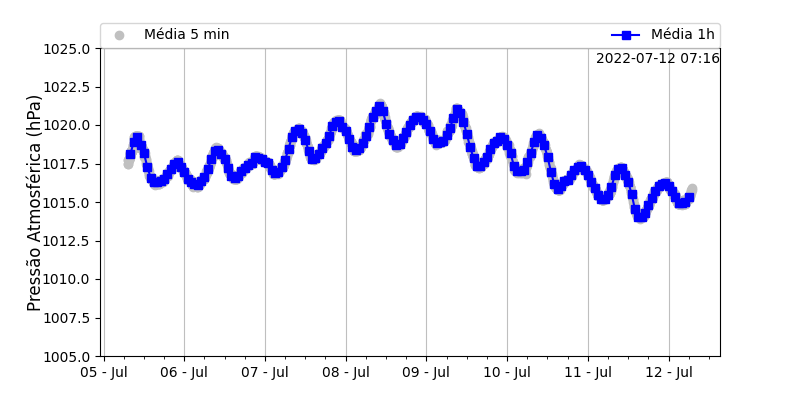 Média 5 min
Média 1h
2022-07-12 07:16
Pressão Atmosférica (hPa)
1025.0
1022.5
1020.0
1017.5
1015.0
1012.5
1010.0
1007.5
1005.0
05 - Jul
06 - Jul
07 - Jul
08 - Jul
09 - Jul
10 - Jul
11 - Jul
12 - Jul